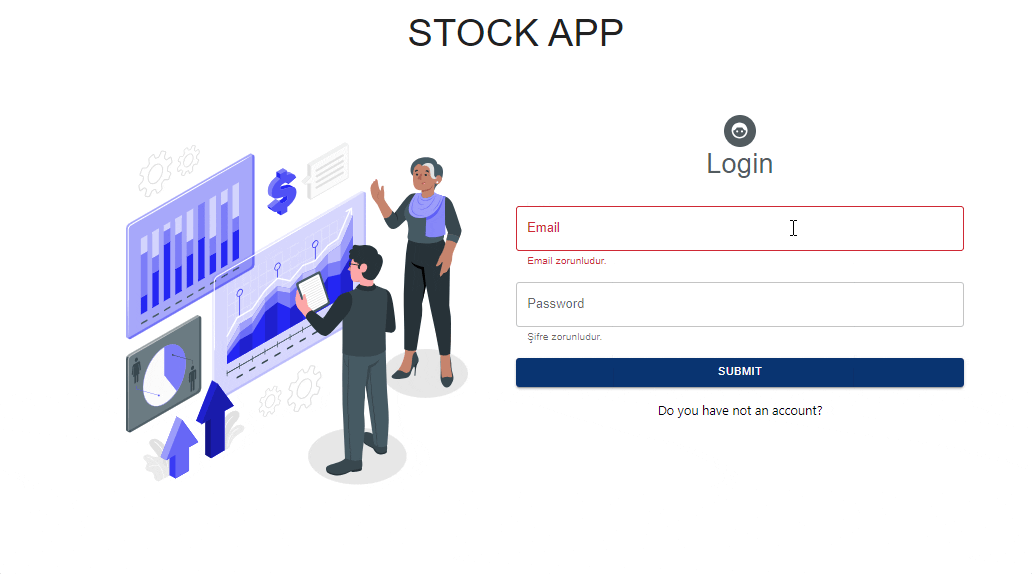 STOCK APP
Login
Email
Email zorunludur.
Password
Şifre zorunludur.
SUBMIT
Do you have not an account?